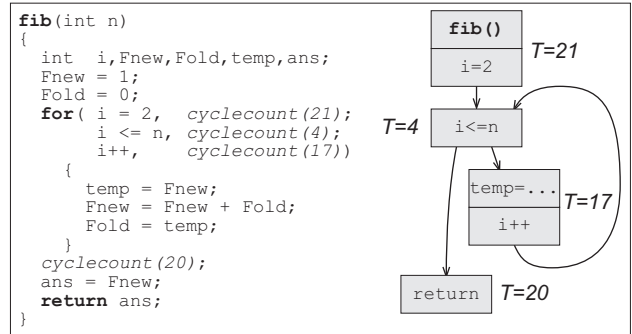 fib(int n)
{
int i,Fnew,Fold,temp,ans;
Fnew = 1;
Fold = 0;
for( i = 2, cyclecount(21);
i <= n, cyclecount(4);
i++, cyclecount(17))
{
temp = Fnew;
Fnew = Fnew + Fold;
Fold = temp;
}
cyclecount(20);
ans = Fnew;
return ans;
}
fib()
T=21
i=2
T=4
i<=n
temp=...
T=17
i++
return
T=20